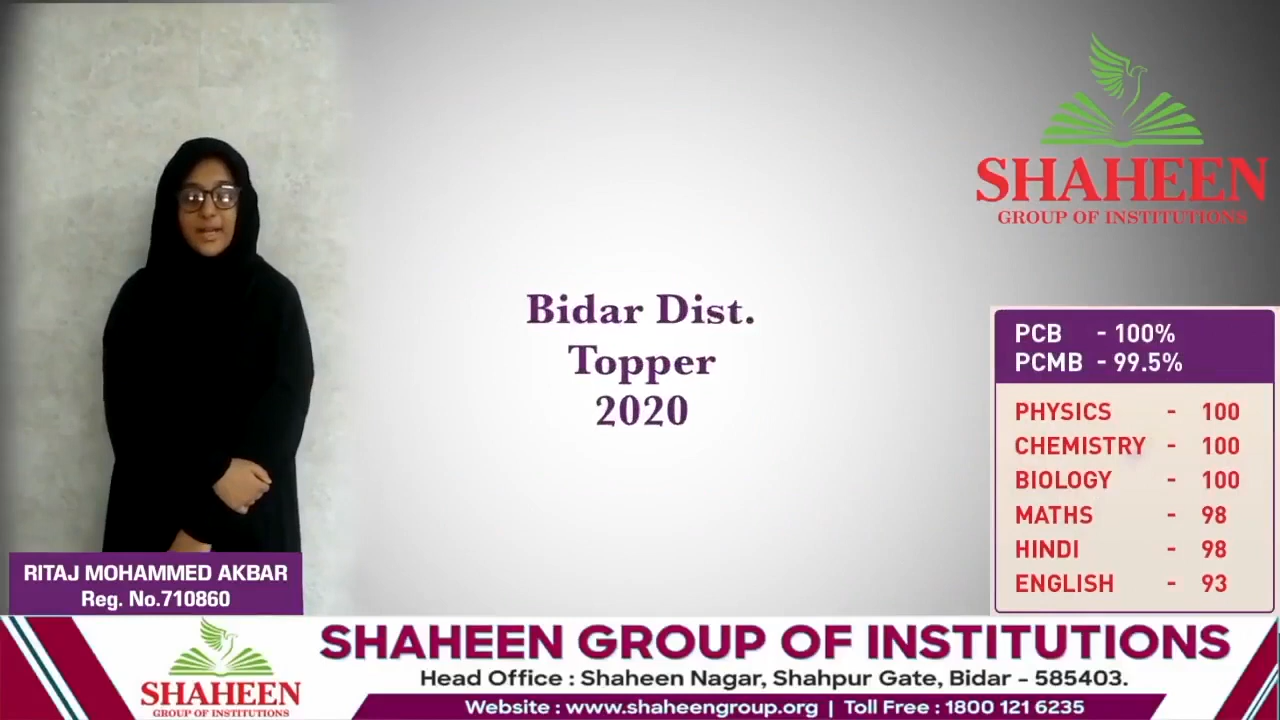 SHAHEEN
GROUP OF INSTITUTIONS
Bidar Dist.
Topper
2020
PCB - 100%
PCMB - 99.5%
PHYSICS - 100
CHEMISTRY - 100
BIOLOGY - 100
MATHS - 98
HINDI - 98
ENGLISH - 93
RITAJ MOHAMMED AKBAR
Reg. No.710860
SHAHEEN
GROUP OF INSTITUTIONS
SHAHEEN GROUP OF INSTITUTIONS
Head Office : Shaheen Nagar, Shahpur Gate, Bidar - 585403.
Website : www.shaheengroup.org | Toll Free : 1800 121 6235